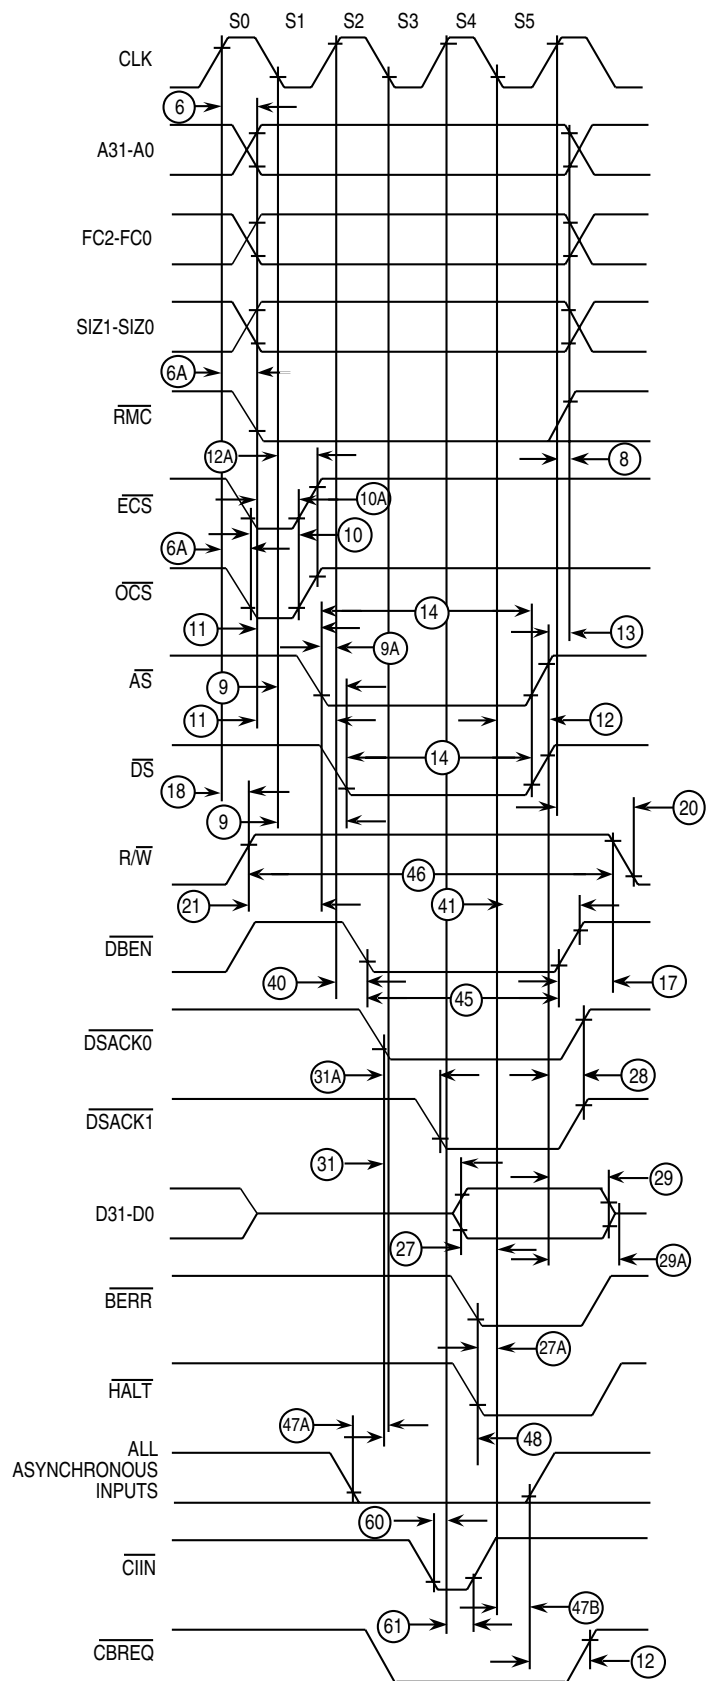 S0 S1 S2 S3 S4 S5
CLK
6
A31-A0
FC2-FC0
SIZ1-SIZ0
6A
RMC
12A
8
ECS
10A
6A
10
OCS
11
14
13
9A
AS
9
11
12
DS
14
18
9
20
R/W
46
21
41
DBEN
40
45
17
DSACK0
31A
28
DSACK1
31
29
D31-D0
27
29A
BERR
27A
HALT
47A
48
ALL
ASYNCHRONOUS
INPUTS
60
CIIN
47B
61
CBREQ
12